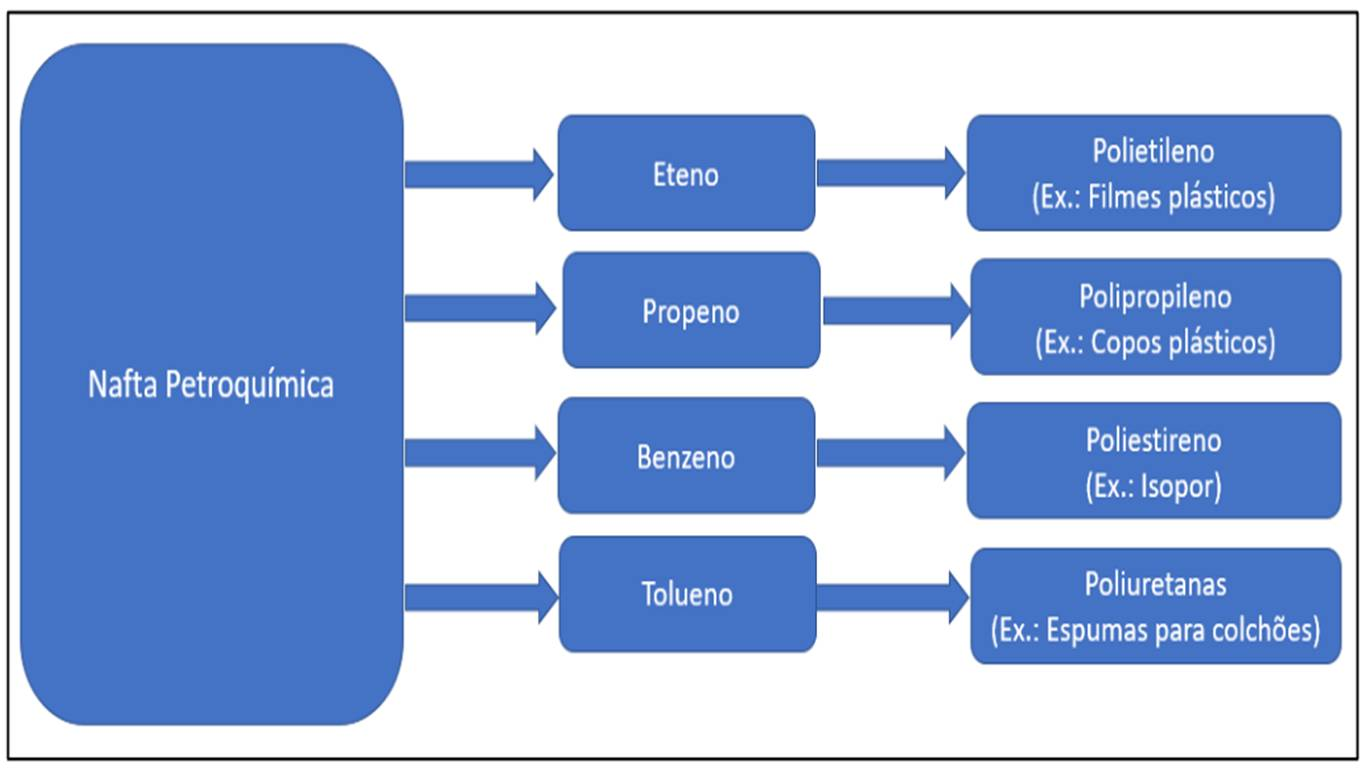 Nafta Petroquímica
Eteno
Polietileno
(Ex.: Filmes plásticos)
Propeno
Polipropileno
(Ex.: Copos plásticos)
Benzeno
Poliestireno
(Ex.: Isopor)
Tolueno
Poliuretanas
(Ex.: Espumas para colchões)